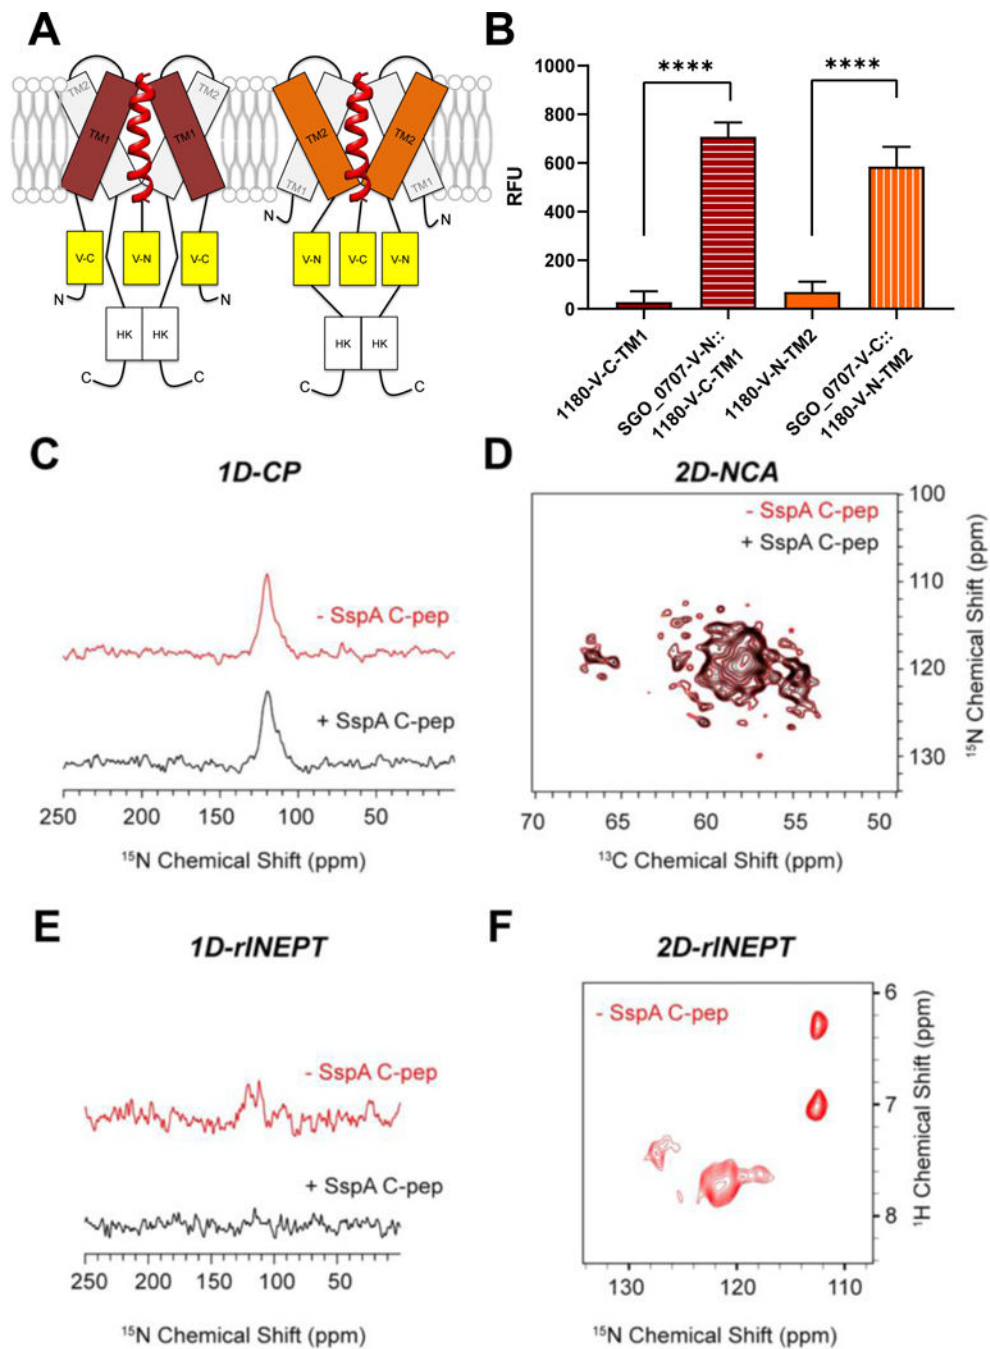 A
TM2
TM1
TM1
TM2
TM2
TM2
TM1
TM1
N
N
V-C
V-N
V-C
V-N
V-C
V-N
N
N
HK
HK
HK
HK
C
C
C
C
B
RFU
1000
800
600
400
200
0
****
****
1180-V-C-TM1
SGO_0707-V-N::
1180-V-C-TM1
1180-V-N-TM2
SGO_0707-V-C::
1180-V-N-TM2
C
1D-CP
- SspA C-pep
+ SspA C-pep
250 200 150 100 50
15N Chemical Shift (ppm)
D
2D-NCA
- SspA C-pep
+ SspA C-pep
100
110
120
130
15N Chemical Shift (ppm)
70 65 60 55 50
13C Chemical Shift (ppm)
E
1D-rINEPT
- SspA C-pep
+ SspA C-pep
250 200 150 100 50
15N Chemical Shift (ppm)
F
2D-rINEPT
- SspA C-pep
6
7
8
1H Chemical Shift (ppm)
130 120 110
15N Chemical Shift (ppm)